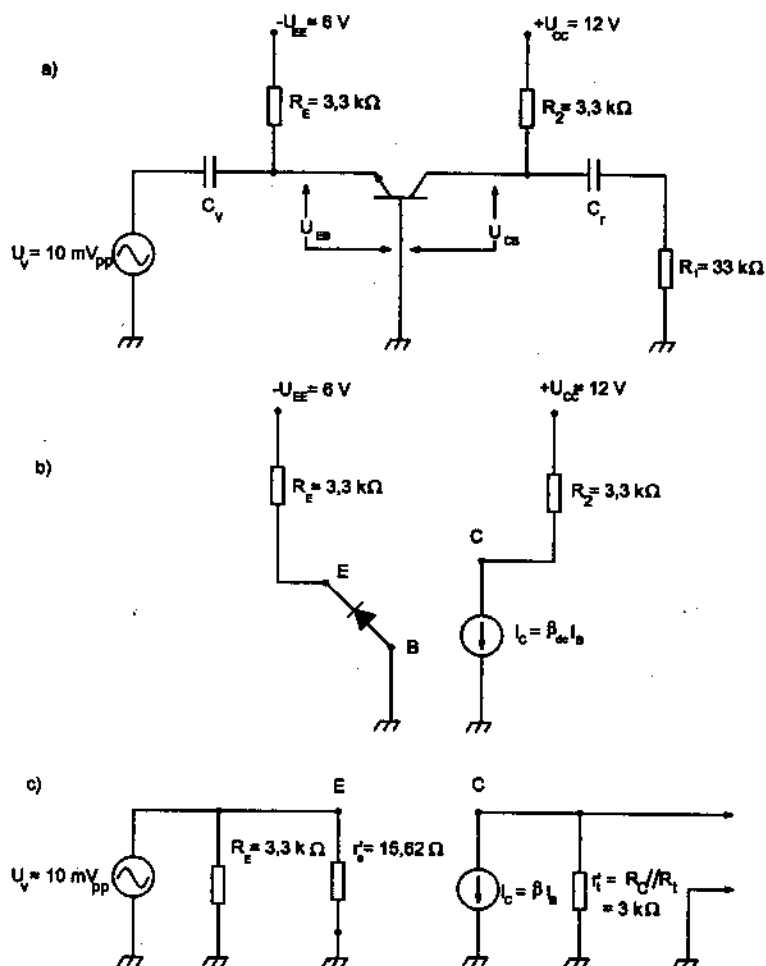 -U_EE = 6 V
+U_CC = 12 V
a)
R_E = 3,3 kΩ
R_2 = 3,3 kΩ
C_v
C_r
U_EB
U_CB
U_v = 10 mV_pp
R_l = 33 kΩ
-U_EE = 6 V
+U_CC = 12 V
b)
R_E = 3,3 kΩ
R_2 = 3,3 kΩ
C
E
I_C = β_dc I_B
B
c)
E
C
R_E = 3,3 k Ω
r'_e = 15,62 Ω
U_v = 10 mV_pp
I_C = β I_B
r'_t = R_C//R_t
= 3 kΩ